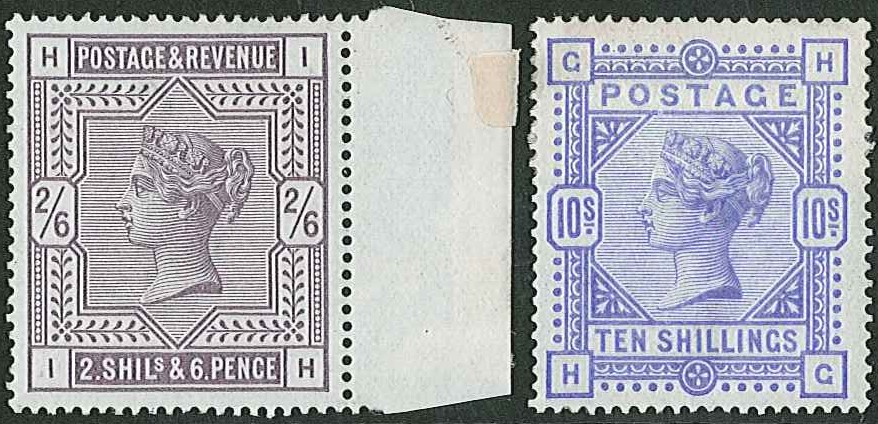 H POSTAGE & REVENUE I
2/6 2/6
I 2.SHILS & 6.PENCE H
G H
POSTAGE
10S. 10S.
TEN SHILLINGS
H G